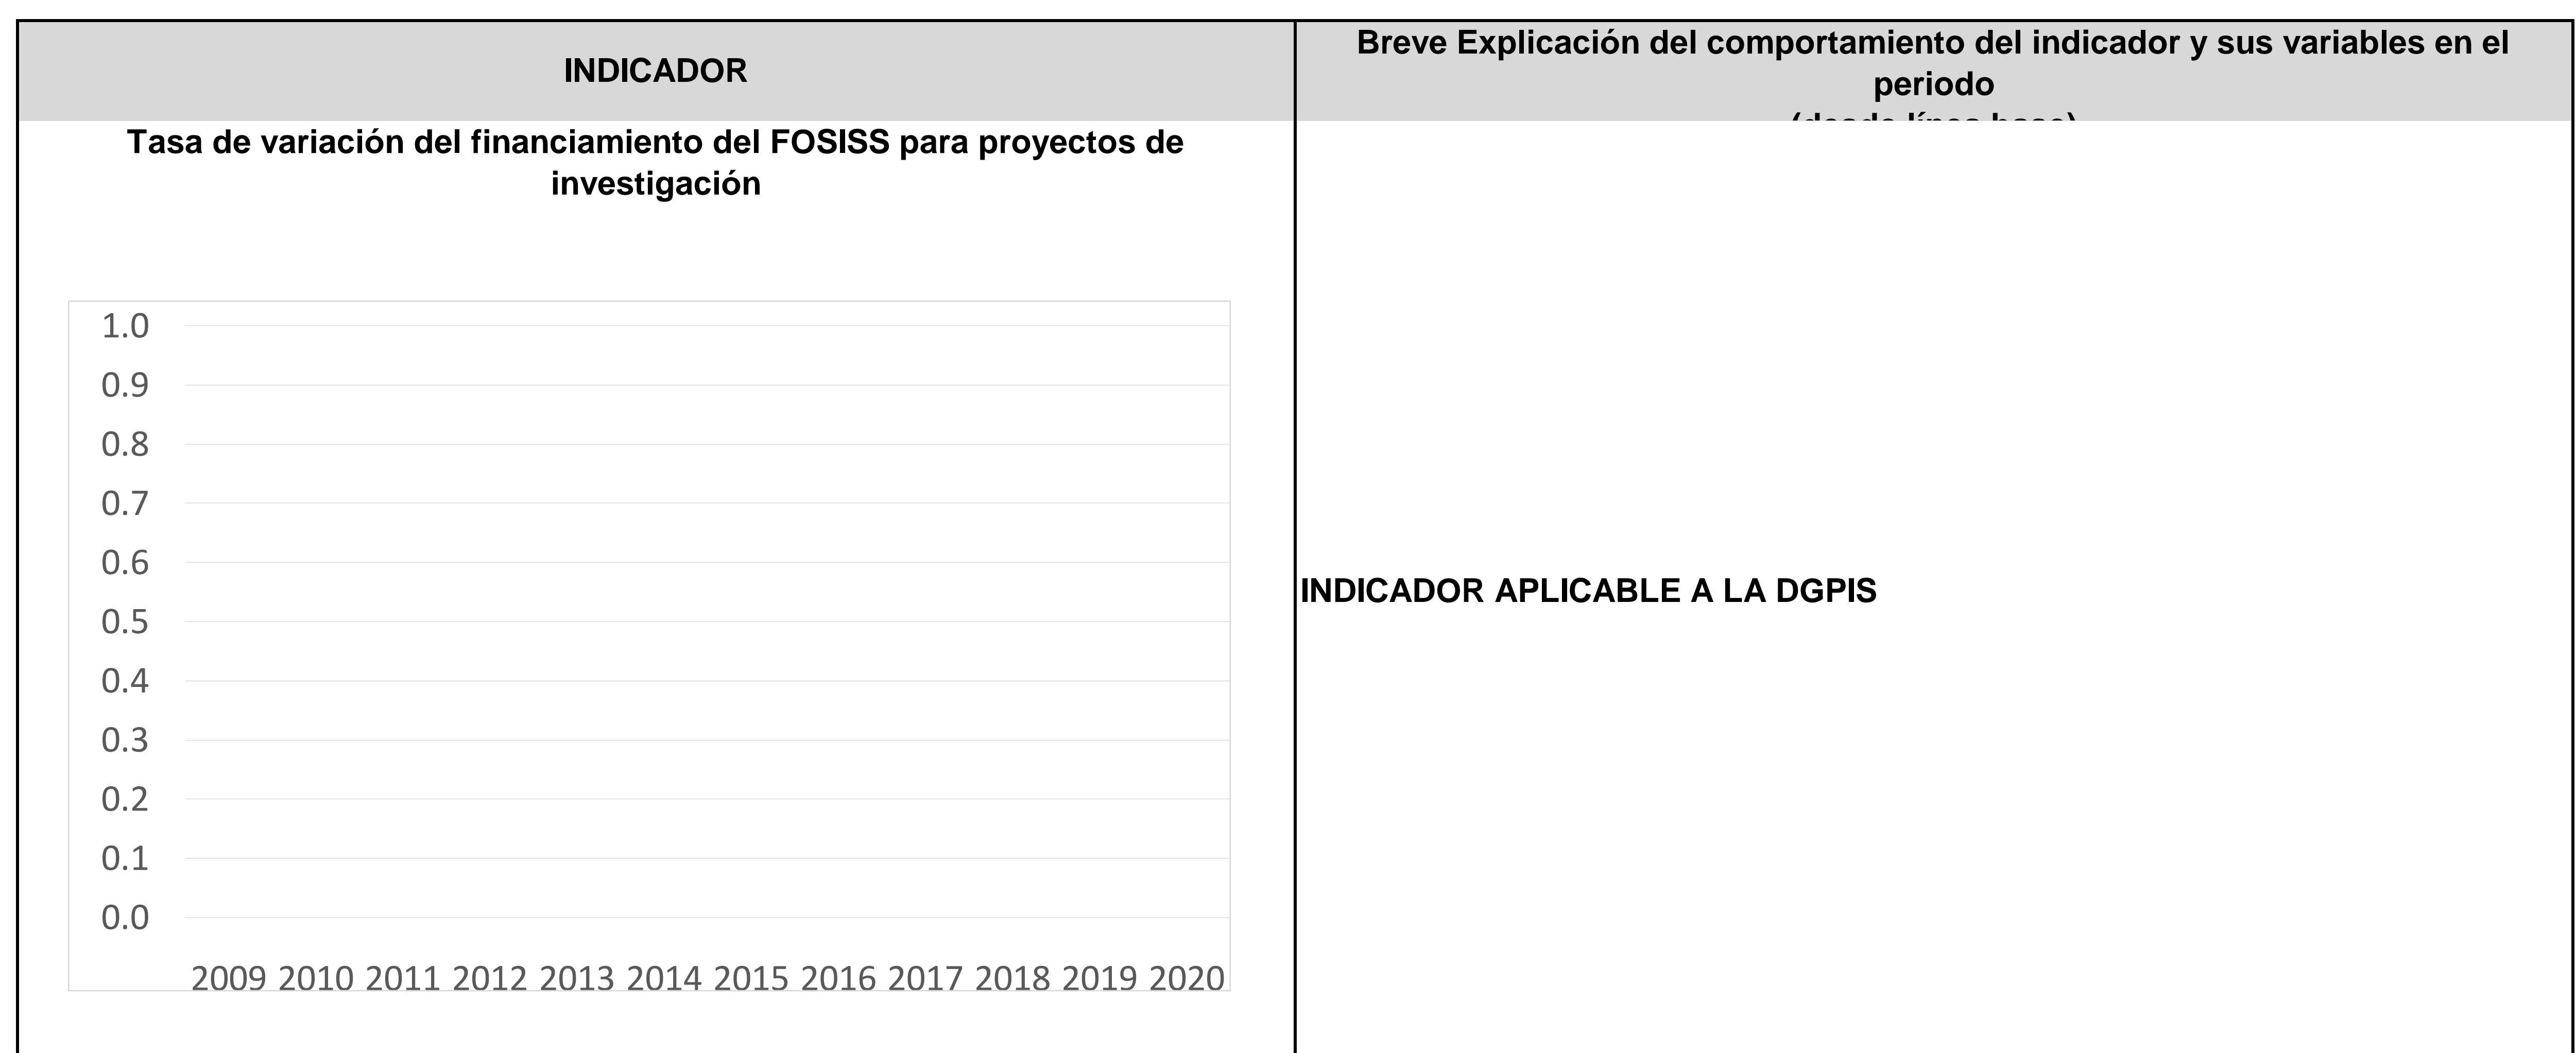 INDICADOR
Breve Explicación del comportamiento del indicador y sus variables en el
periodo
(desde línea base)
Tasa de variación del financiamiento del FOSISS para proyectos de
investigación
1.0
0.9
0.8
0.7
0.6
0.5
0.4
0.3
0.2
0.1
0.0
2009 2010 2011 2012 2013 2014 2015 2016 2017 2018 2019 2020
INDICADOR APLICABLE A LA DGPIS